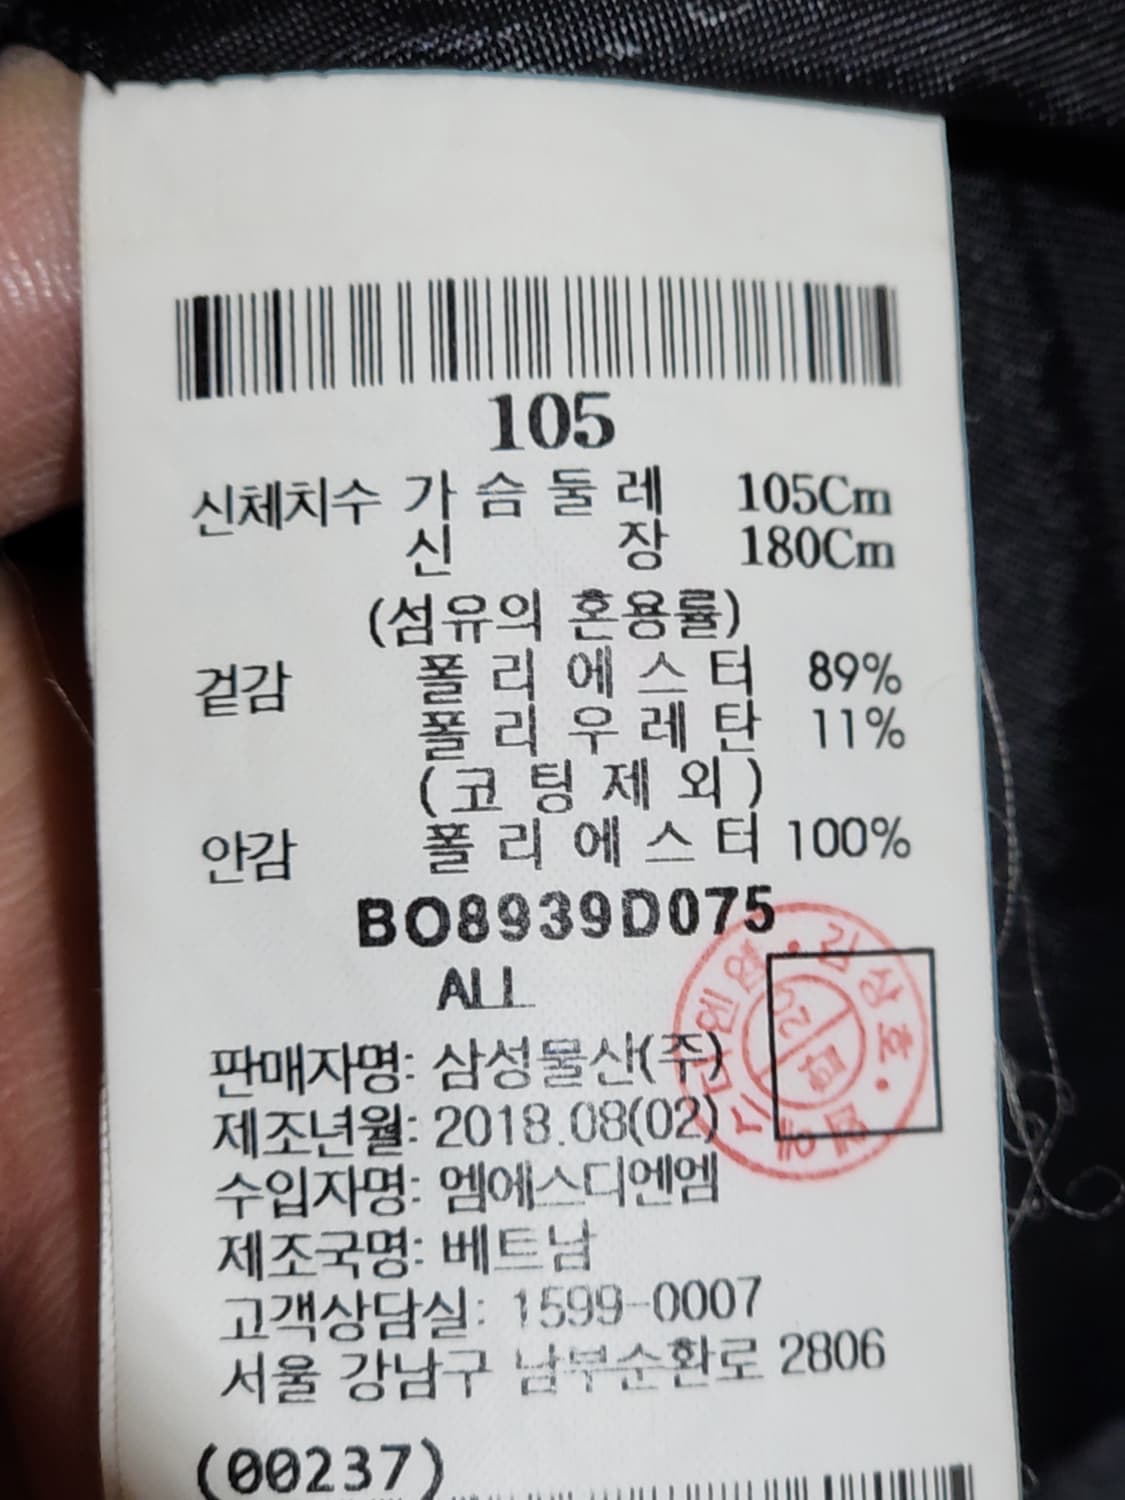 105
신체치수 가슴둘레 105Cm
신장 180Cm
(섬유의 혼용률)
겉감 폴리에스터 89%
폴리우레탄 11%
(코팅제외)
안감 폴리에스터 100%
BO8939D075
ALL
판매자명: 삼성물산(주)
제조년월: 2018.08(02)
수입자명: 엠에스디엔엠
제조국명: 베트남
고객상담실: 1599-0007
서울 강남구 남부순환로 2806
(00237)
김상호